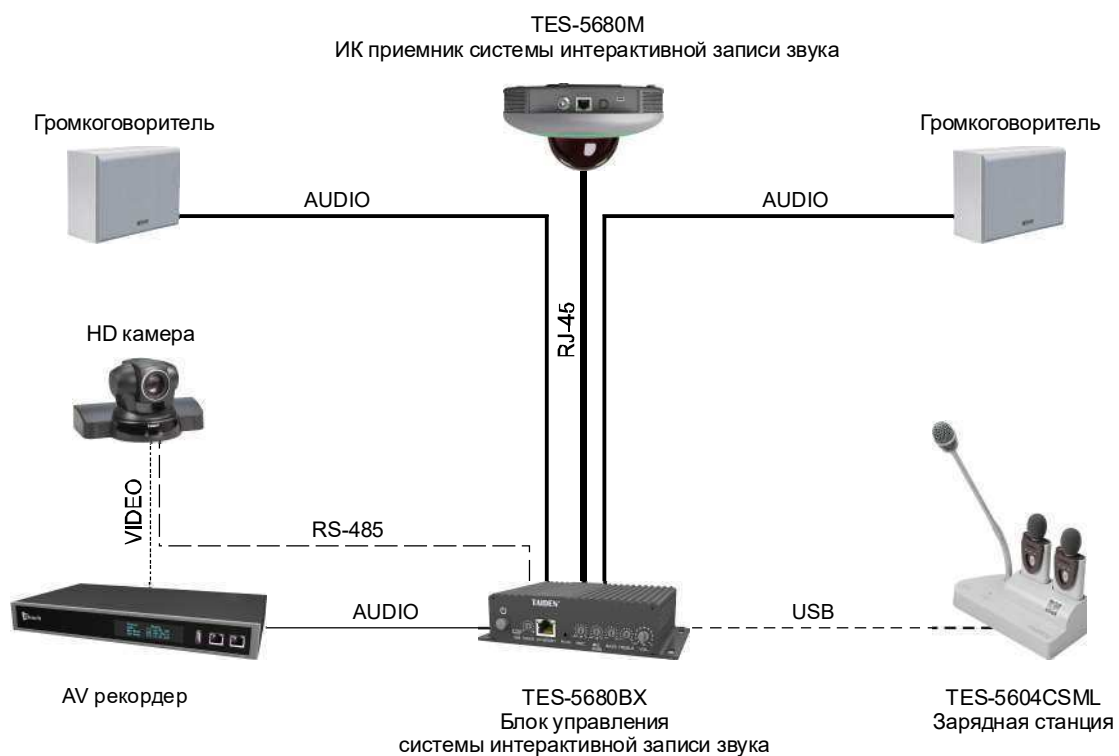 TES-5680M
ИК приемник системы интерактивной записи звука
Громкоговоритель
Громкоговоритель
AUDIO
AUDIO
RJ-45
HD камера
VIDEO
RS-485
TAIDEN
AUDIO
USB
AV рекордер
TES-5680BX
Блок управления
системы интерактивной записи звука
TES-5604CSML
Зарядная станция